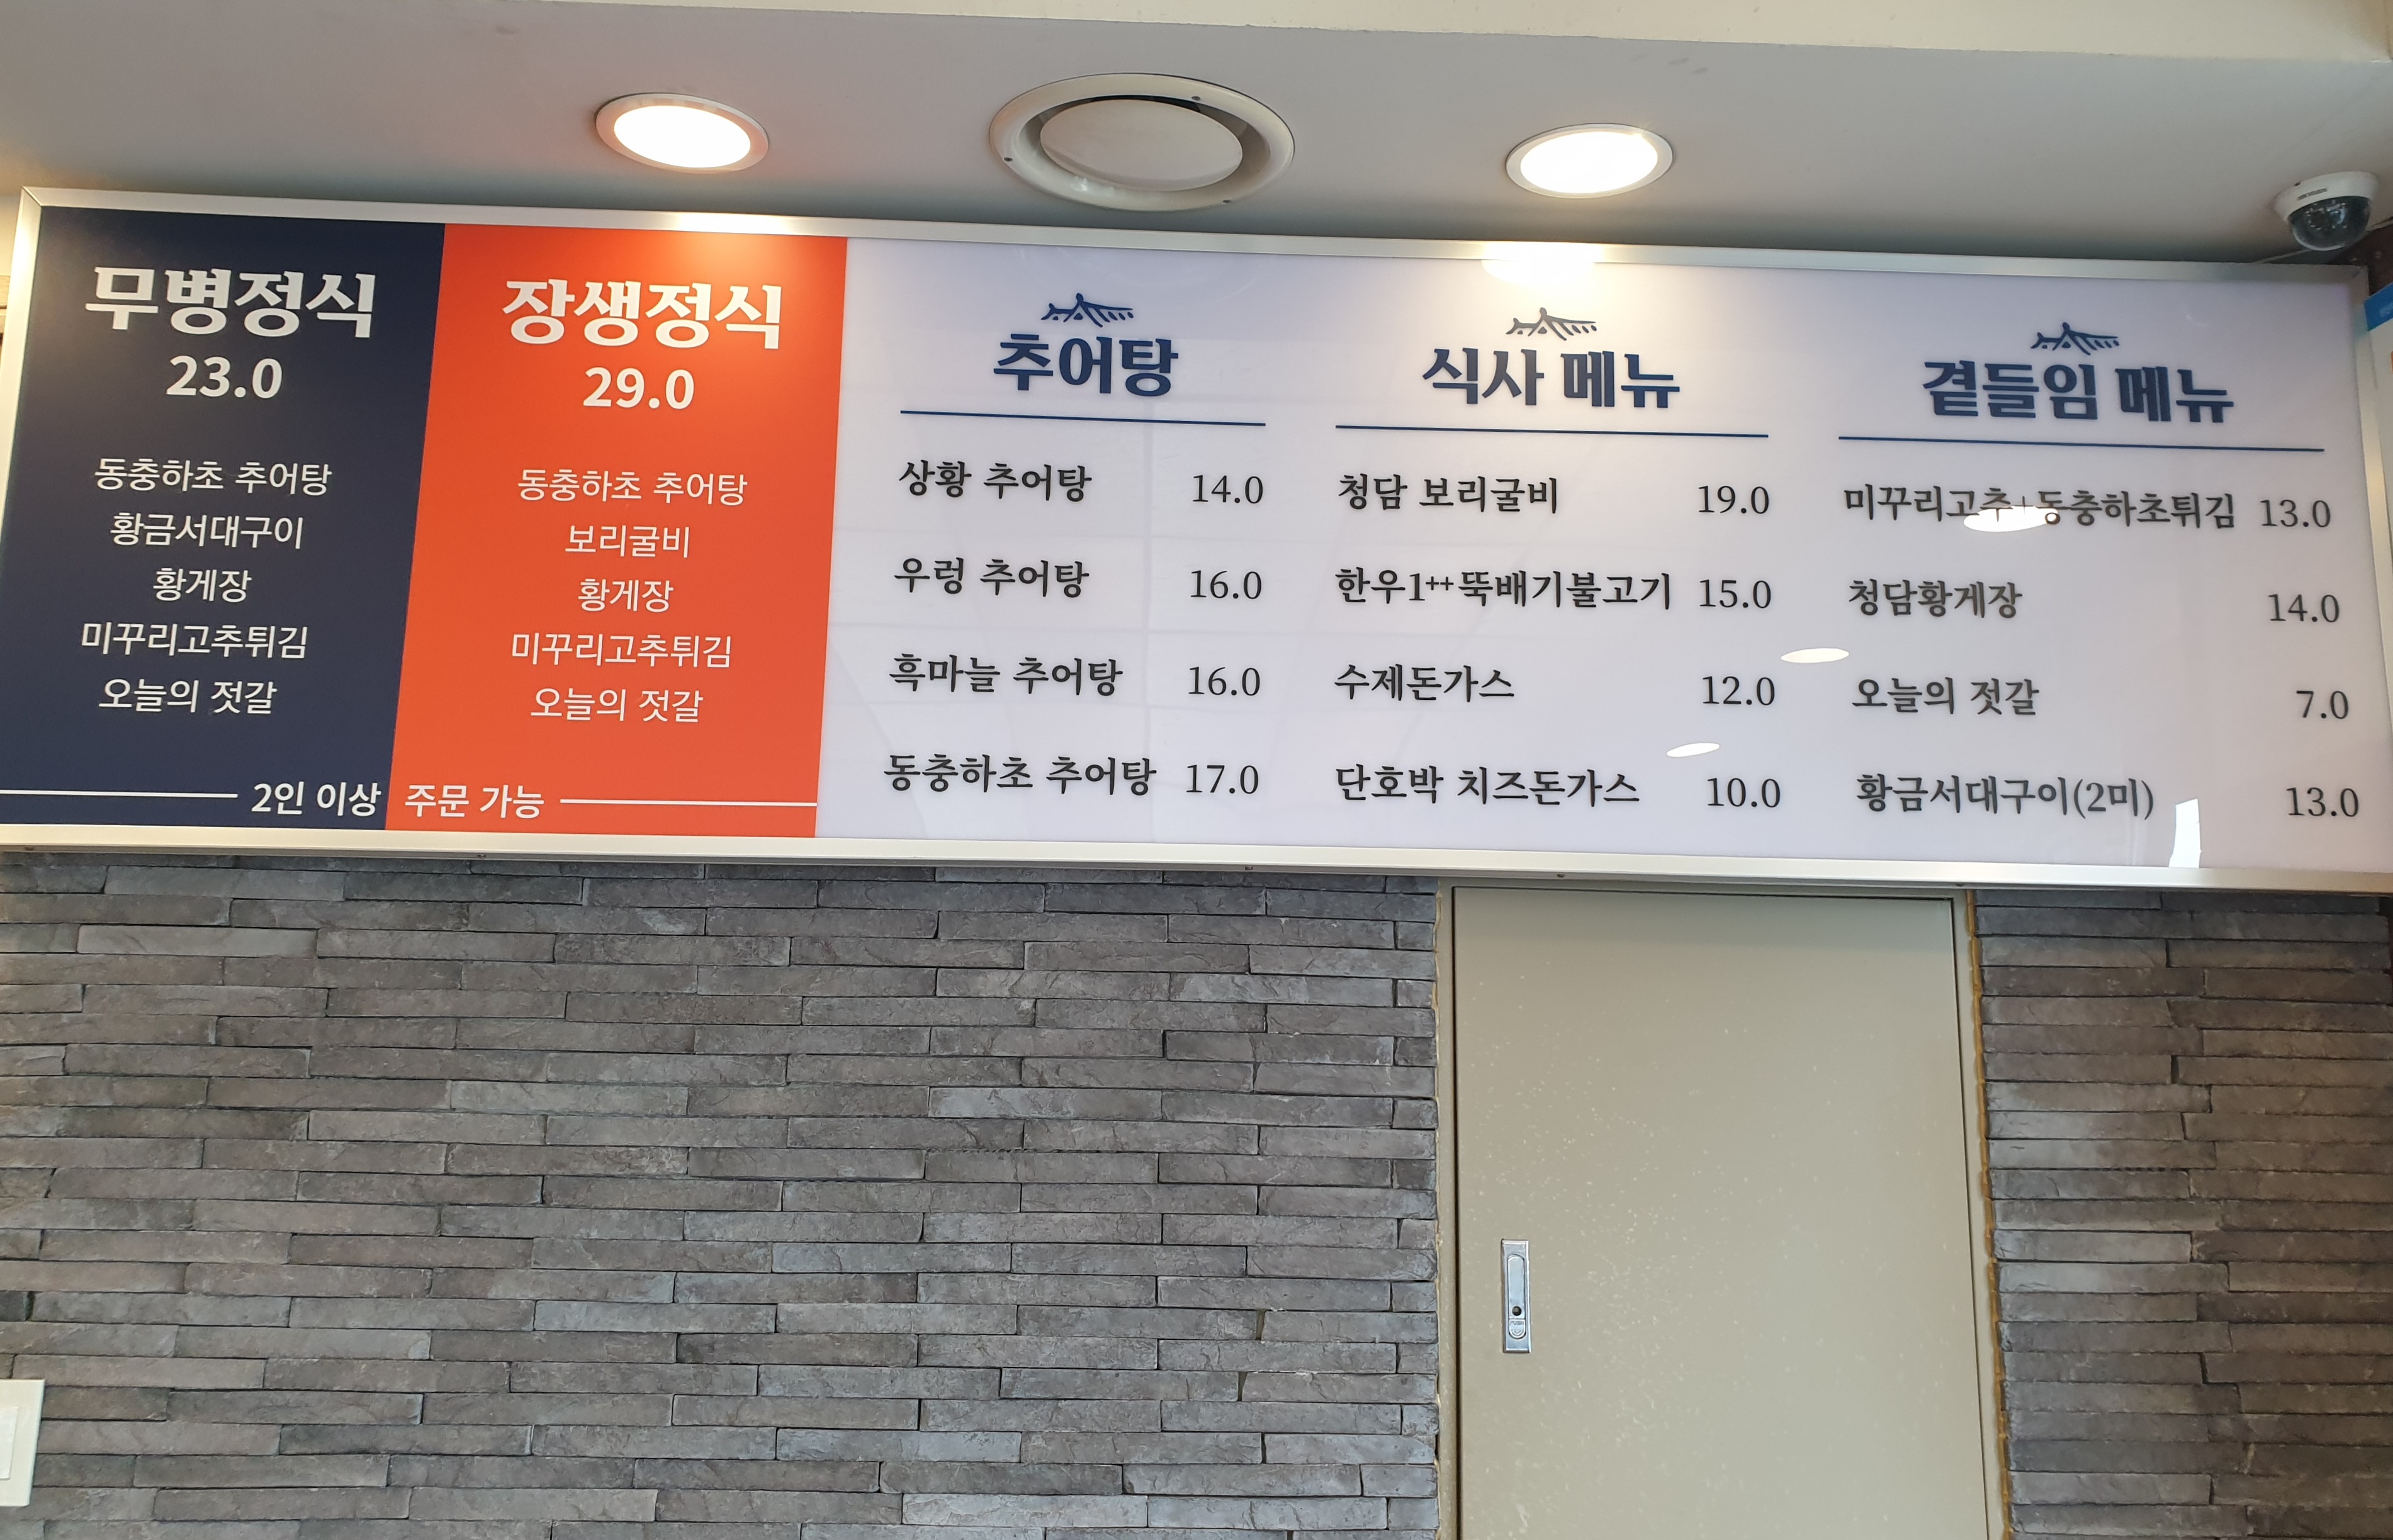 무병정식
23.0
동충하초 추어탕
황금서대구이
황게장
미꾸리고추튀김
오늘의 젓갈
장생정식
29.0
동충하초 추어탕
보리굴비
황게장
미꾸리고추튀김
오늘의 젓갈
2인 이상 주문 가능
추어탕
상황 추어탕 14.0
우렁 추어탕 16.0
흑마늘 추어탕 16.0
동충하초 추어탕 17.0
식사 메뉴
청담 보리굴비 19.0
한우1++뚝배기불고기 15.0
수제돈가스 12.0
단호박 치즈돈가스 10.0
곁들임 메뉴
미꾸리고추+동충하초튀김 13.0
청담황게장 14.0
오늘의 젓갈 7.0
황금서대구이(2미) 13.0